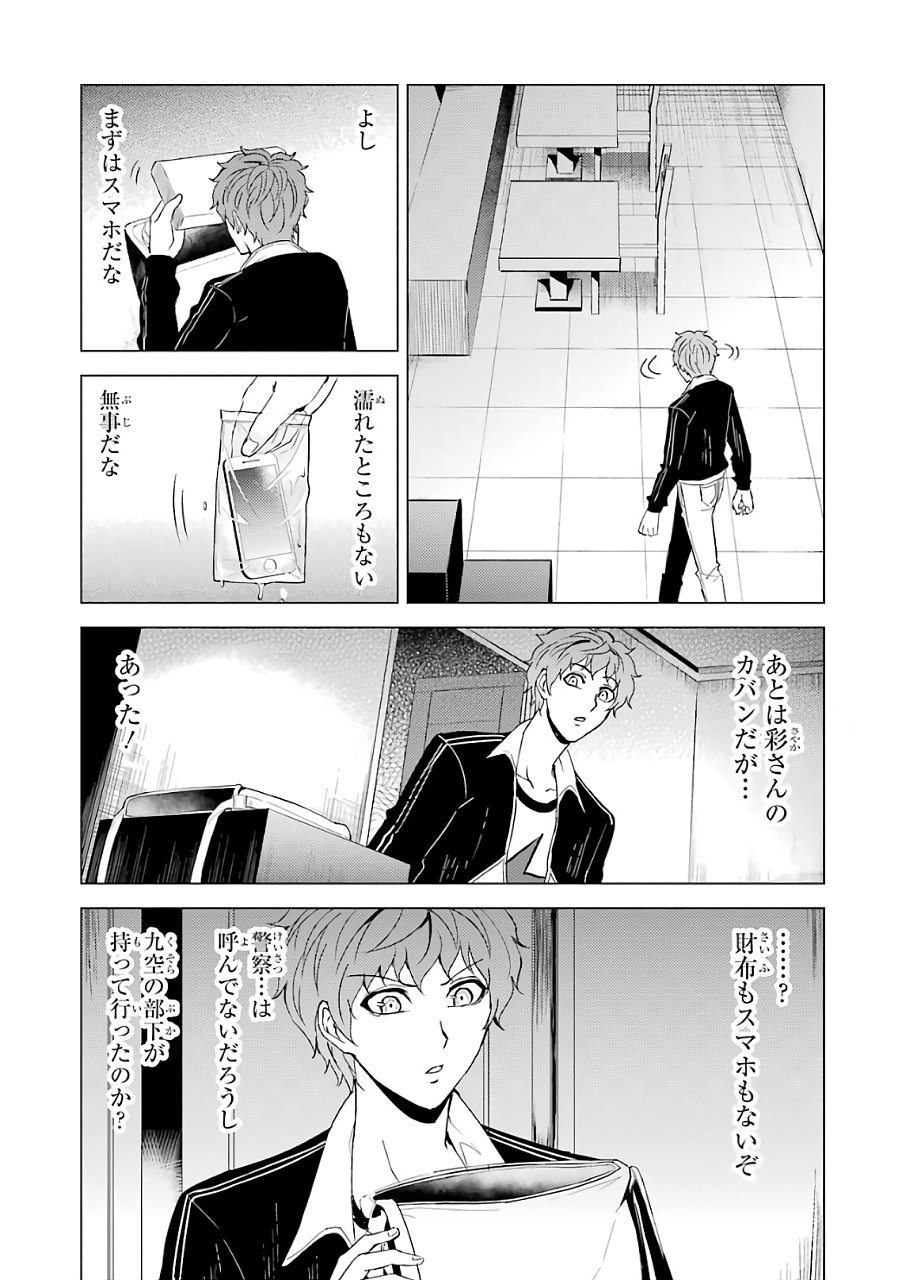 よし
まずはスマホだな
濡れたところもない
無事だな
あとは彩さんの
カバンだが…
あった！
……？
財布もスマホもないぞ
警察…は
呼んでないだろうし
九空の部下が
持って行ったのか？